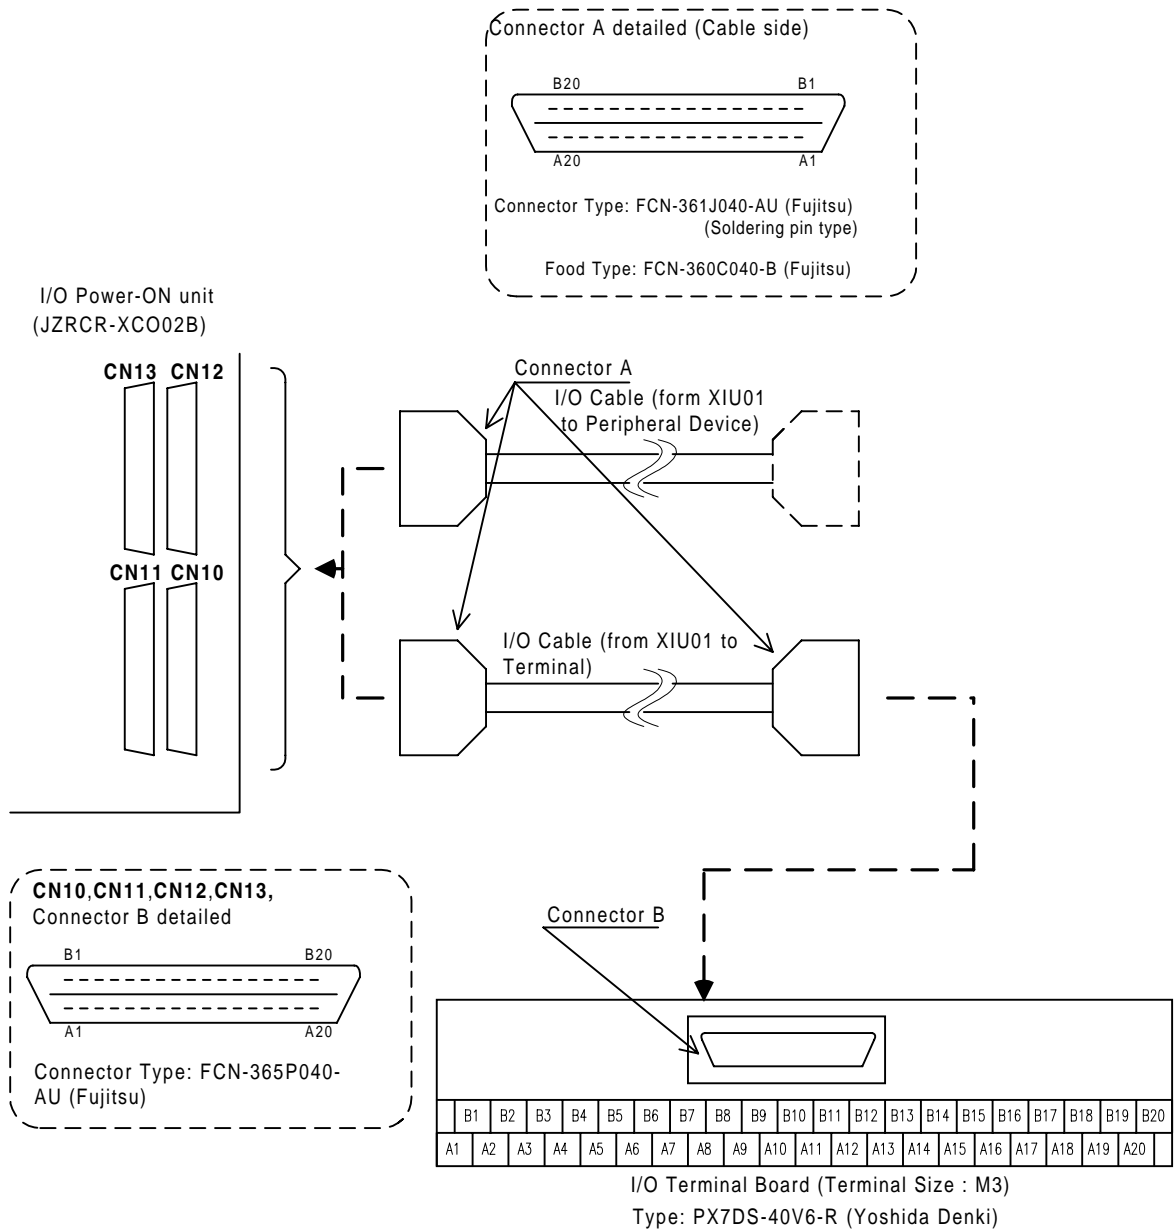 Connector A detailed (Cable side)
B20 B1
A20 A1
Connector Type: FCN-361J040-AU (Fujitsu)
(Soldering pin type)
Food Type: FCN-360C040-B (Fujitsu)
I/O Power-ON unit
(JZRCR-XCO02B)
CN13 CN12
CN11 CN10
Connector A
I/O Cable (form XIU01
to Peripheral Device)
I/O Cable (from XIU01 to
Terminal)
CN10,CN11,CN12,CN13,
Connector B detailed
B1 B20
A1 A20
Connector Type: FCN-365P040-
AU (Fujitsu)
Connector B
B1 B2 B3 B4 B5 B6 B7 B8 B9 B10 B11 B12 B13 B14 B15 B16 B17 B18 B19 B20
A1 A2 A3 A4 A5 A6 A7 A8 A9 A10 A11 A12 A13 A14 A15 A16 A17 A18 A19 A20
I/O Terminal Board (Terminal Size : M3)
Type: PX7DS-40V6-R (Yoshida Denki)